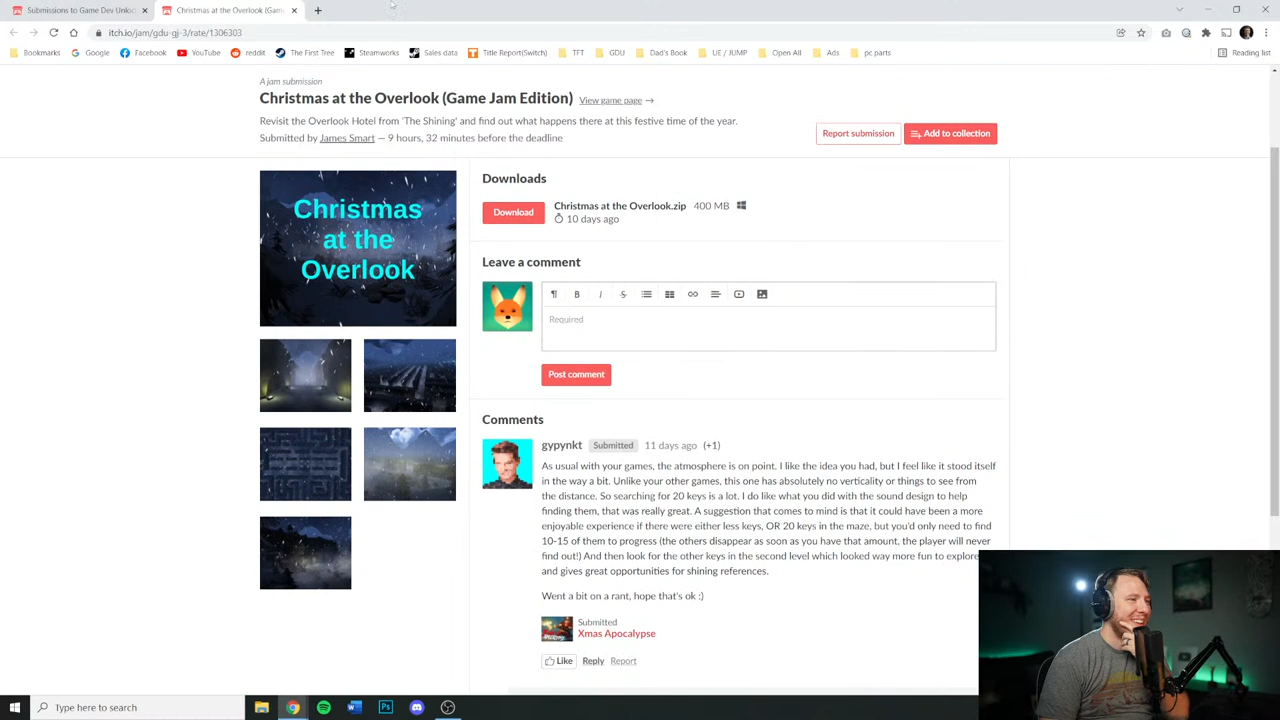 Submissions to Game Dev Unlo
Christmas at the Overlook (Gam
itch.io/jam/gdu-gj-3/rate/1306303
Bookmarks Google Facebook YouTube reddit The First Tree Steamworks Sales data Title Report(Switch) TFT GDU Dad's Book UE / JUMP Open All Ads pc parts Reading list
A jam submission
Christmas at the Overlook (Game Jam Edition) View game page →
Revisit the Overlook Hotel from 'The Shining' and find out what happens there at this festive time of the year.
Submitted by James Smart — 9 hours, 32 minutes before the deadline
Report submission
Add to collection
Christmas
at the
Overlook
Downloads
Download
Christmas at the Overlook.zip 400 MB
10 days ago
Leave a comment
Required
Post comment
Comments
gypynkt Submitted 11 days ago (+1)
As usual with your games, the atmosphere is on point. I like the idea you had, but I feel like it stood itself
in the way a bit. Unlike your other games, this one has absolutely no verticality or things to see from
the distance. So searching for 20 keys is a lot. I do like what you did with the sound design to help
finding them, that was really great. A suggestion that comes to mind is that it could have been a more
enjoyable experience if there were either less keys, OR 20 keys in the maze, but you'd only need to find
10-15 of them to progress (the others disappear as soon as you have that amount, the player will never
find out!) And then look for the other keys in the second level which looked way more fun to explore
and gives great opportunities for shining references.
Went a bit on a rant, hope that's ok :)
Submitted
Xmas Apocalypse
Like Reply Report
Type here to search